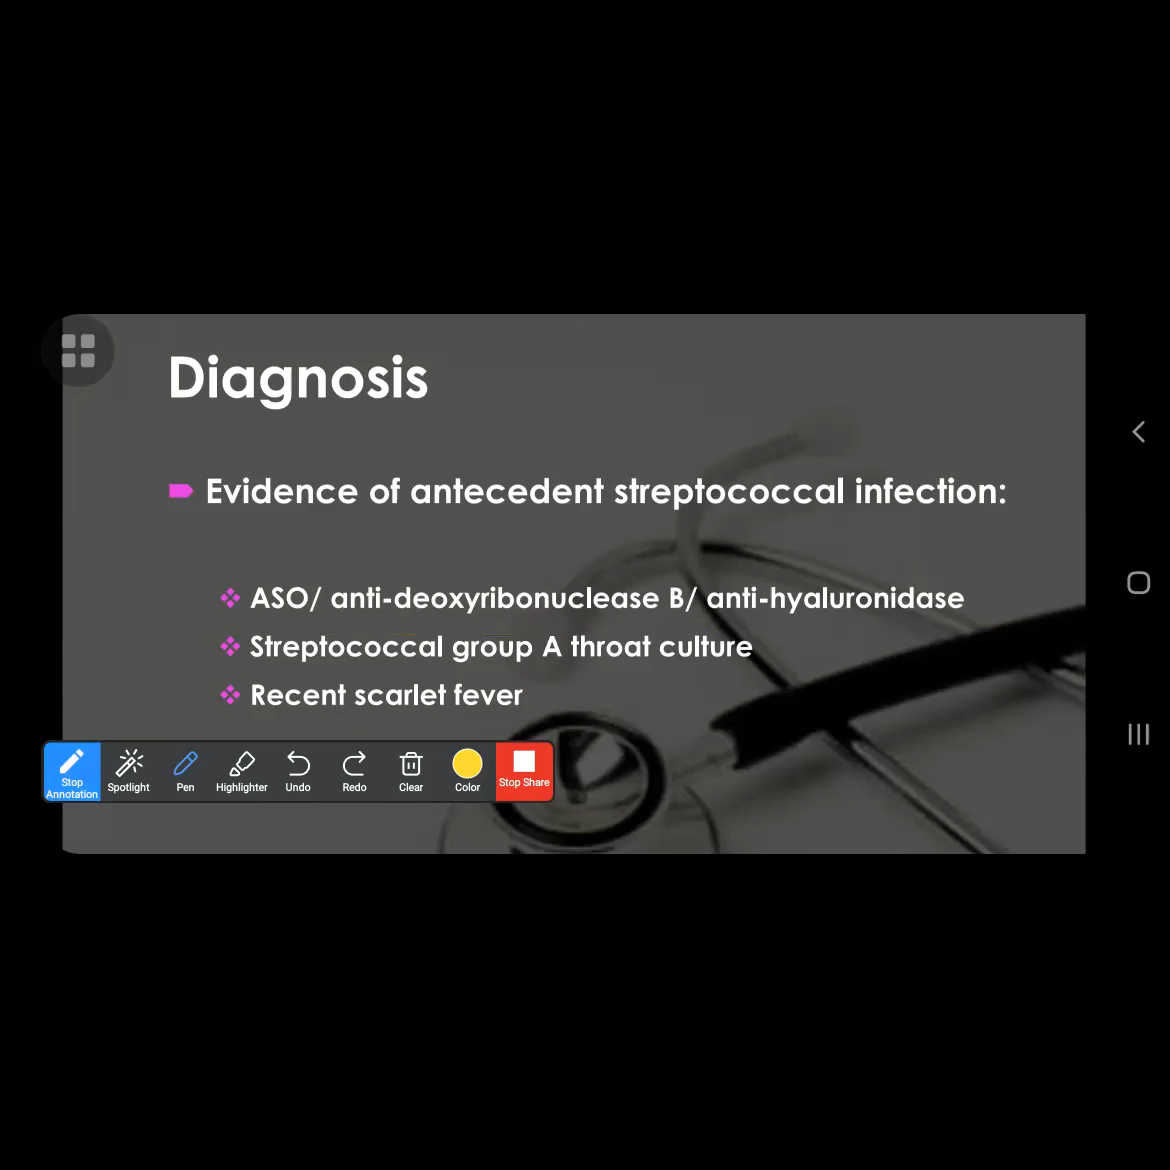 Diagnosis
Evidence of antecedent streptococcal infection:
ASO/ anti-deoxyribonuclease B/ anti-hyaluronidase
Streptococcal group A throat culture
Recent scarlet fever
Stop Annotation
Spotlight
Pen
Highlighter
Undo
Redo
Clear
Color
Stop Share